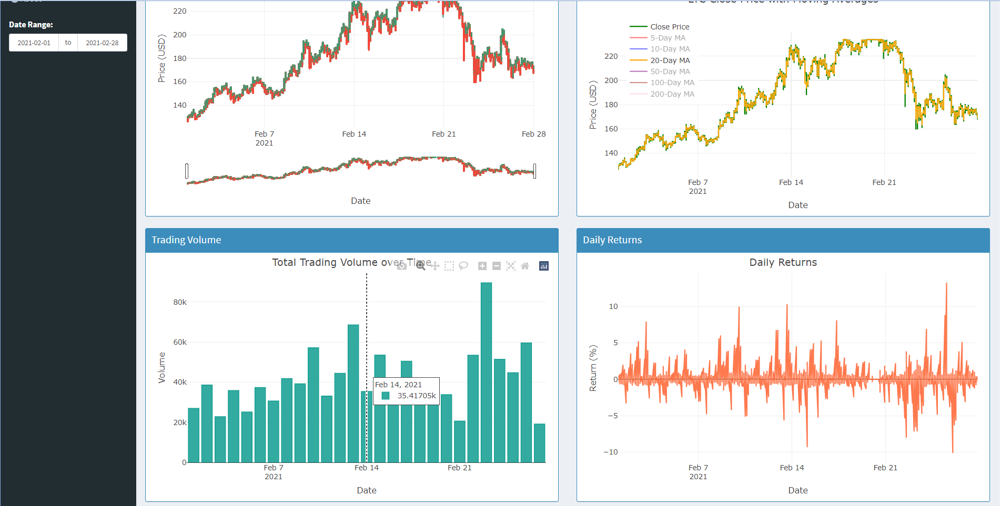 About
Date Range:
2021-02-01 to 2021-02-28
220
200
180
160
140
Price (USD)
Feb 7
2021
Feb 14
Feb 21
Feb 28
Date
LTC Close Price with Moving Averages
Close Price
5-Day MA
10-Day MA
20-Day MA
50-Day MA
100-Day MA
200-Day MA
220
200
180
160
140
Price (USD)
Feb 7
2021
Feb 14
Feb 21
Date
Trading Volume
Total Trading Volume over Time
80k
60k
40k
20k
0
Volume
Feb 14, 2021
35.41705k
Feb 7
2021
Feb 14
Feb 21
Date
Daily Returns
Daily Returns
10
5
0
−5
−10
Return (%)
Feb 7
2021
Feb 14
Feb 21
Date